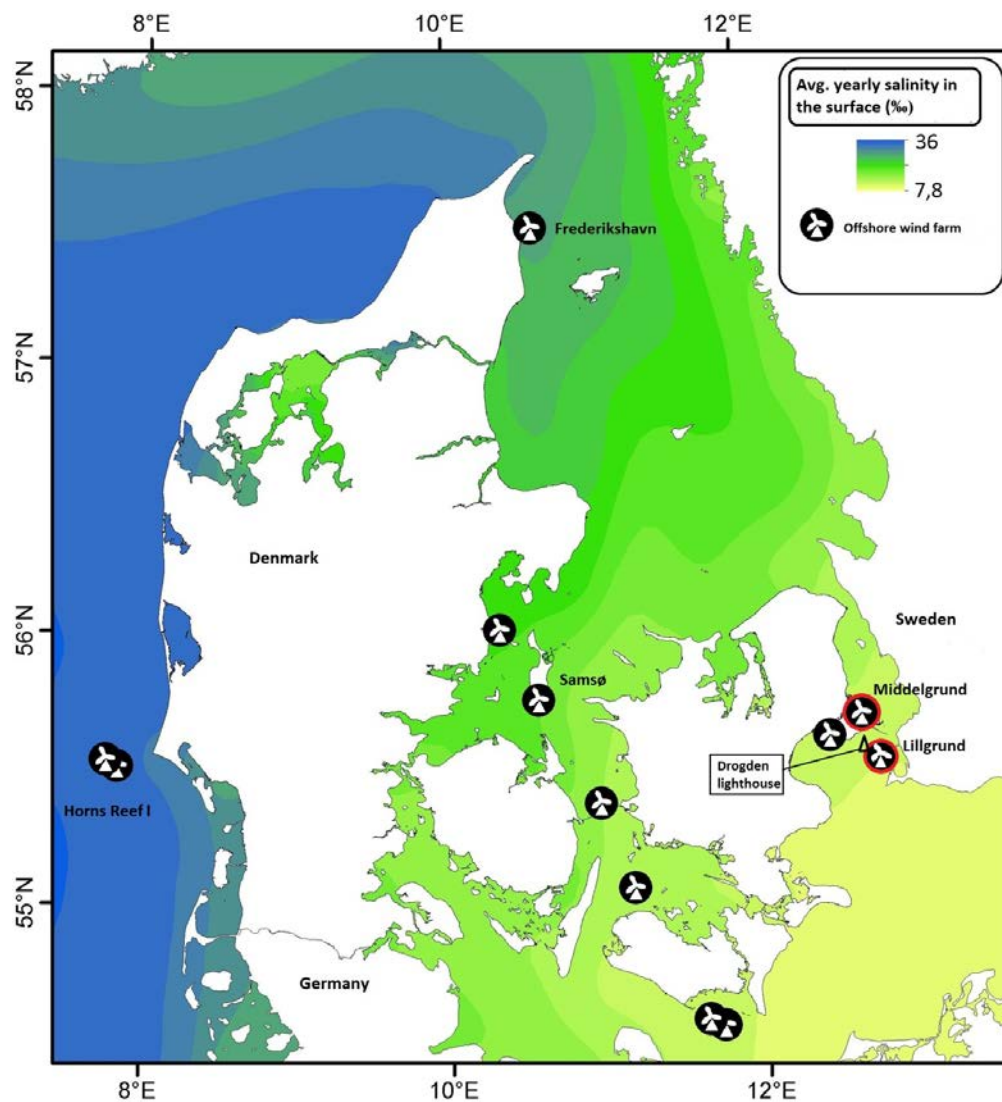 8°E
10°E
12°E
58°N
57°N
56°N
55°N
Avg. yearly salinity in
the surface (‰)
36
7,8
Offshore wind farm
Frederikshavn
Denmark
Sweden
Samsø
Middelgrund
Lillgrund
Drogden
lighthouse
Horns Reef I
Germany
8°E
10°E
12°E